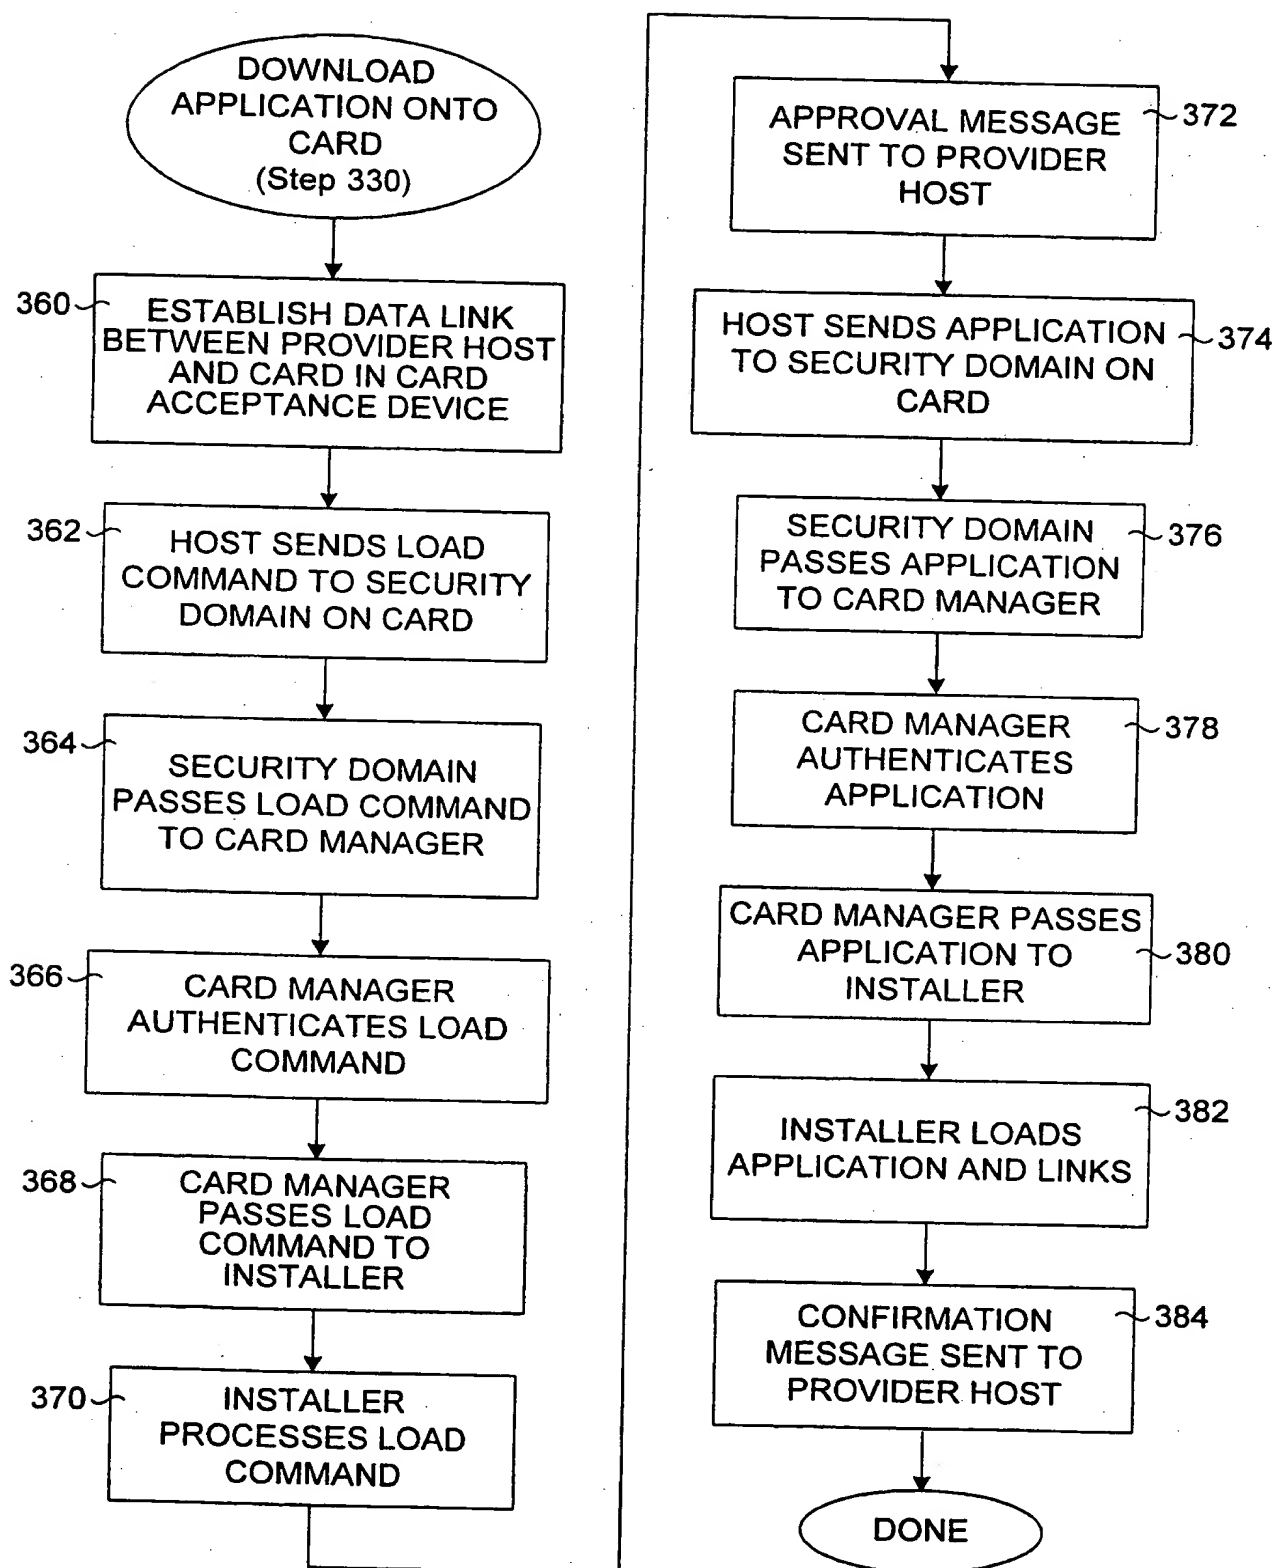 DOWNLOAD
APPLICATION ONTO
CARD
(Step 330)
360
ESTABLISH DATA LINK
BETWEEN PROVIDER HOST
AND CARD IN CARD
ACCEPTANCE DEVICE
362
HOST SENDS LOAD
COMMAND TO SECURITY
DOMAIN ON CARD
364
SECURITY DOMAIN
PASSES LOAD COMMAND
TO CARD MANAGER
366
CARD MANAGER
AUTHENTICATES LOAD
COMMAND
368
CARD MANAGER
PASSES LOAD
COMMAND TO
INSTALLER
370
INSTALLER
PROCESSES LOAD
COMMAND
372
APPROVAL MESSAGE
SENT TO PROVIDER
HOST
374
HOST SENDS APPLICATION
TO SECURITY DOMAIN ON
CARD
376
SECURITY DOMAIN
PASSES APPLICATION
TO CARD MANAGER
378
CARD MANAGER
AUTHENTICATES
APPLICATION
380
CARD MANAGER PASSES
APPLICATION TO
INSTALLER
382
INSTALLER LOADS
APPLICATION AND LINKS
384
CONFIRMATION
MESSAGE SENT TO
PROVIDER HOST
DONE